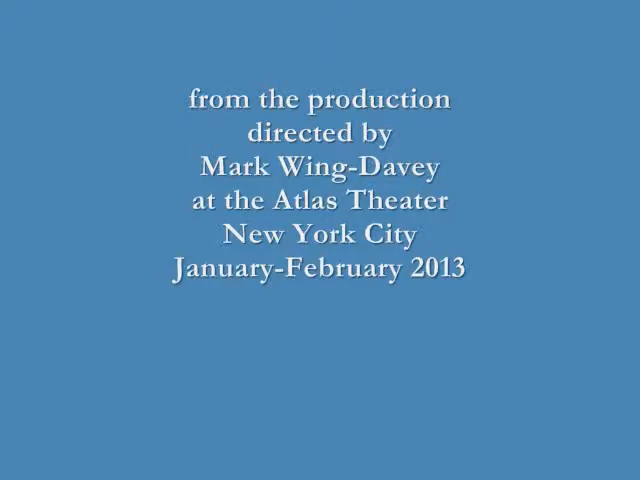 from the production
directed by
Mark Wing-Davey
at the Atlas Theater
New York City
January-February 2013